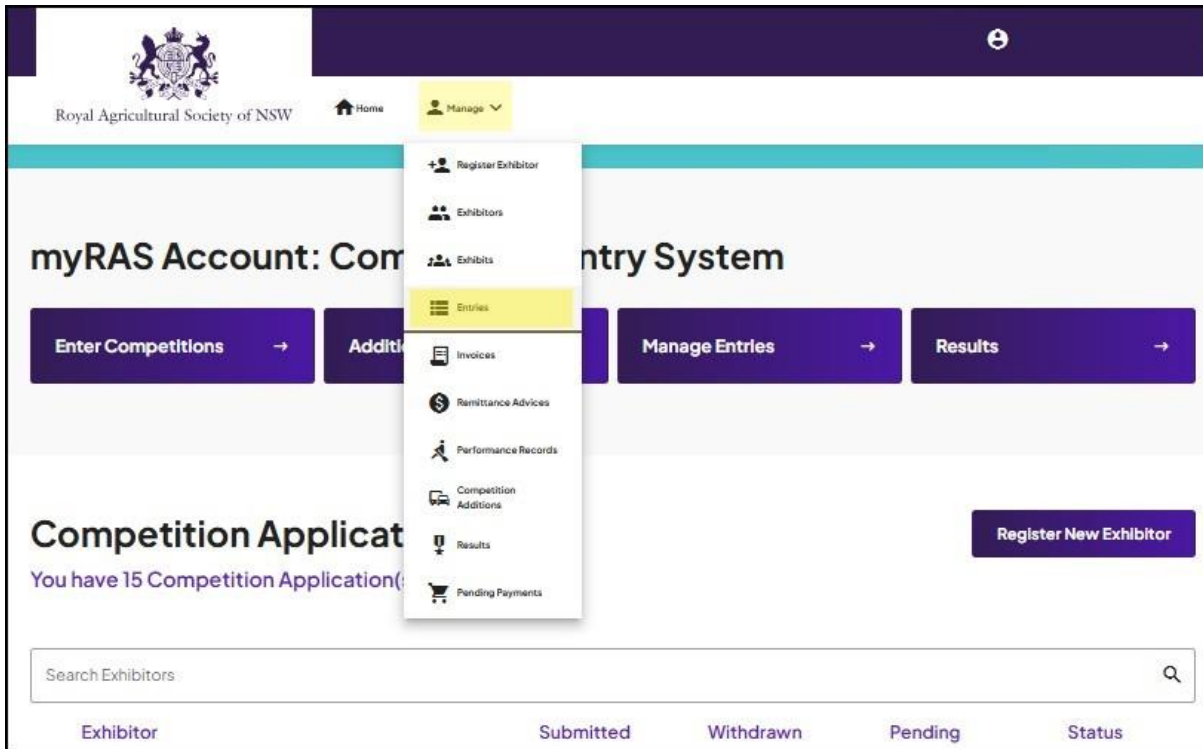 Royal Agricultural Society of NSW
Home
Manage
Register Exhibitor
Exhibitors
Exhibits
Entries
Invoices
Remittance Advices
Performance Records
Competition
Additions
Results
Pending Payments
myRAS Account: Com ntry System
Enter Competitions →
Additi
Manage Entries →
Results →
Competition Applicat
Register New Exhibitor
You have 15 Competition Application(
Search Exhibitors
Exhibitor Submitted Withdrawn Pending Status